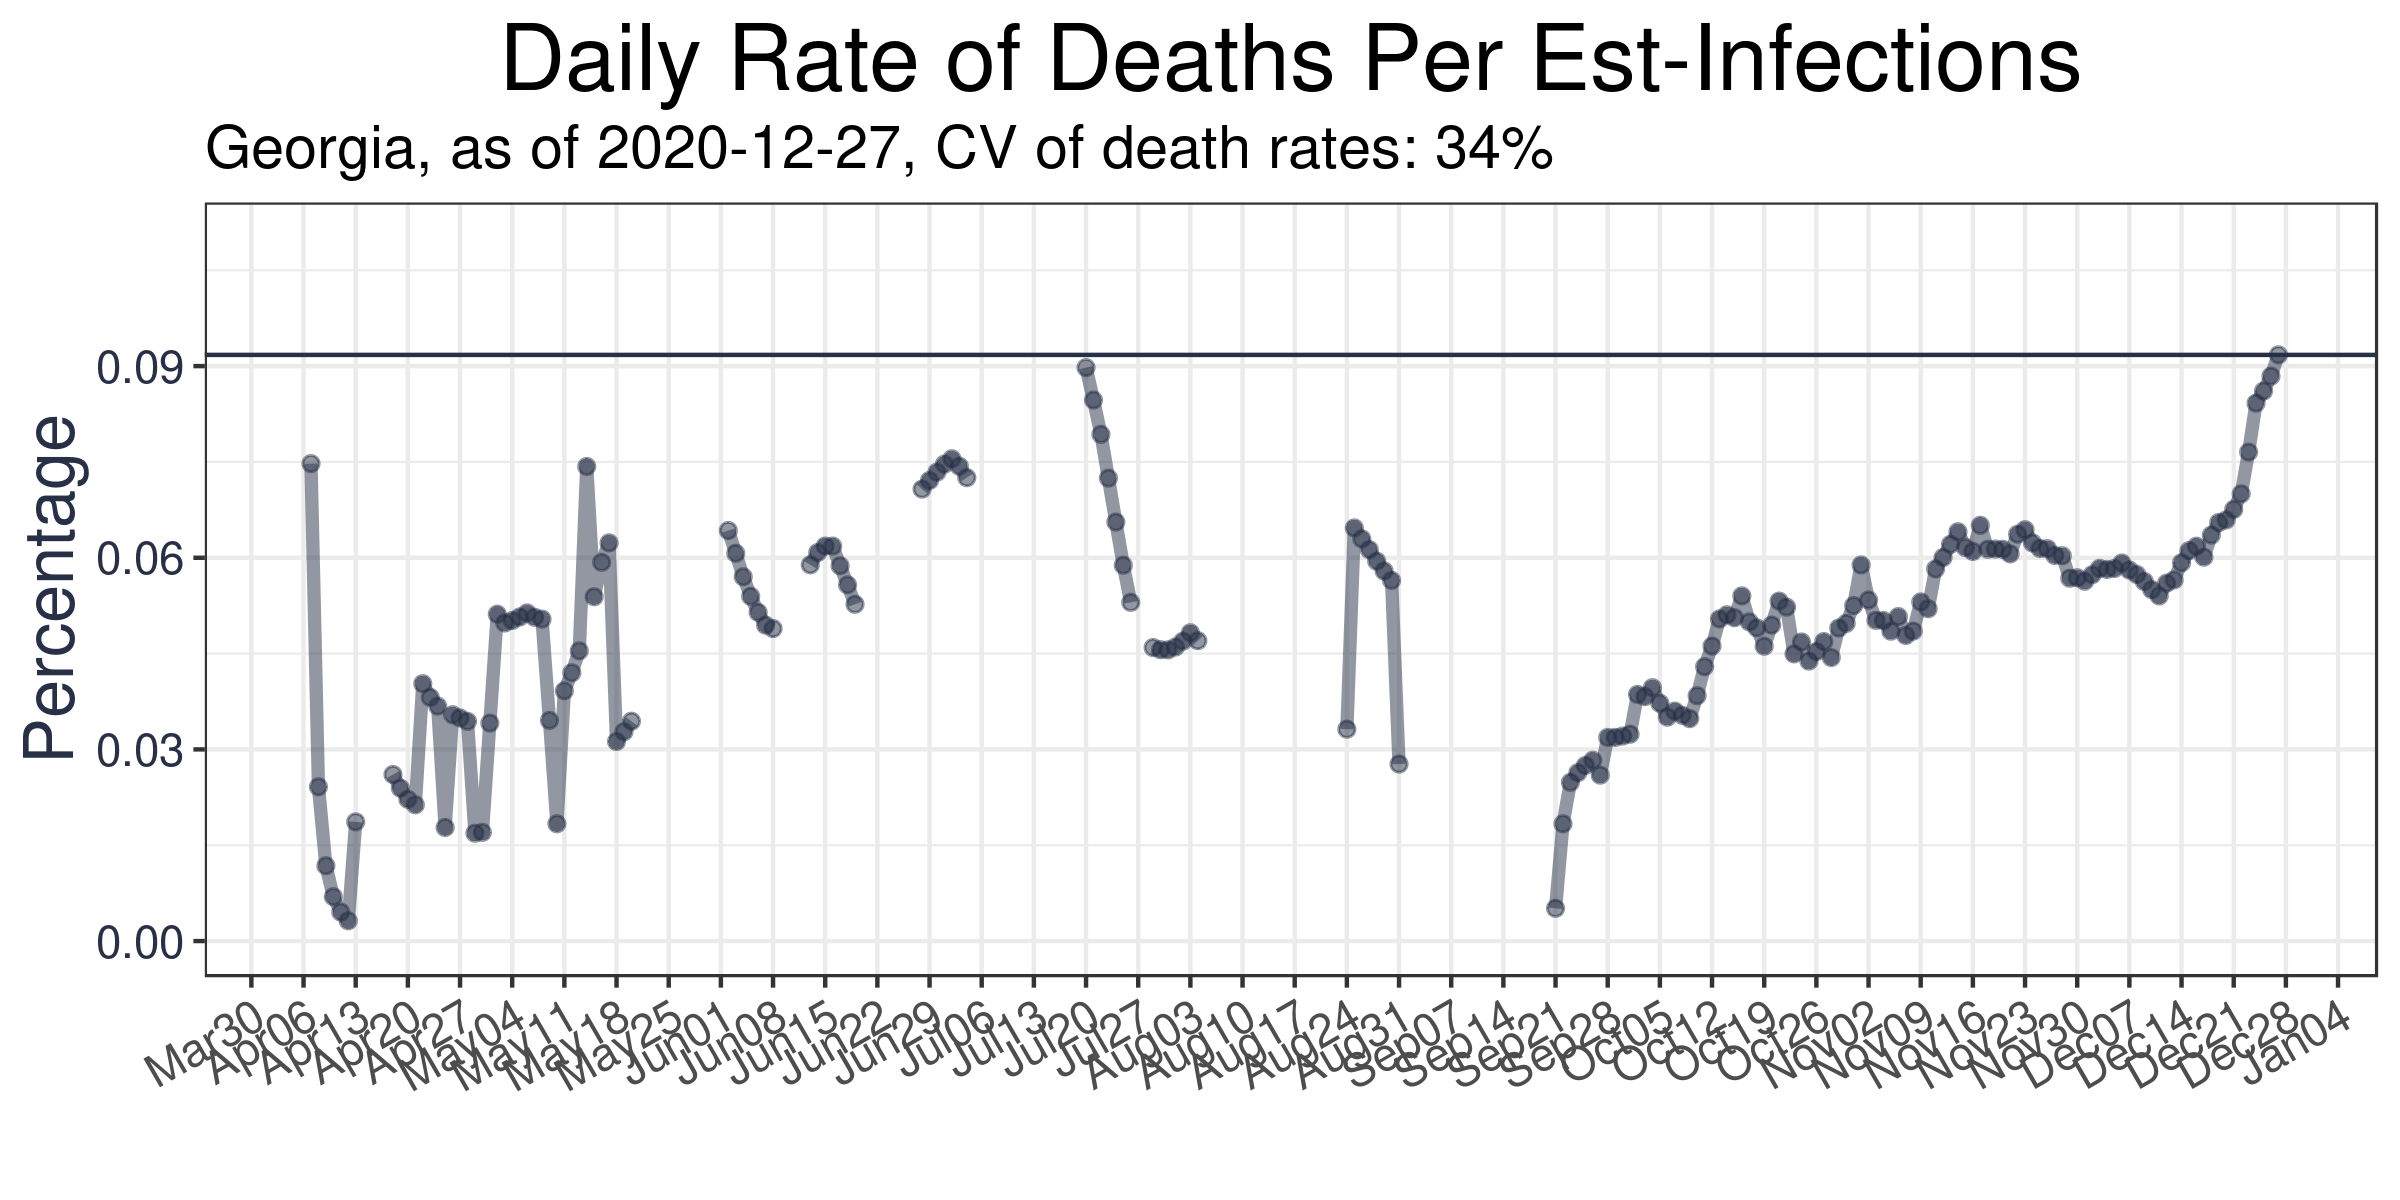 Daily Rate of Deaths Per Est-Infections
Georgia, as of 2020-12-27, CV of death rates: 34%
Percentage
0.09
0.06
0.03
0.00
Mar30
Apr06
Apr13
Apr20
Apr27
May04
May11
May18
May25
Jun01
Jun08
Jun15
Jun22
Jun29
Jul06
Jul13
Jul20
Jul27
Aug03
Aug10
Aug17
Aug24
Aug31
Sep07
Sep14
Sep21
Sep28
Oct05
Oct12
Oct19
Oct26
Nov02
Nov09
Nov16
Nov23
Nov30
Dec07
Dec14
Dec21
Dec28
Jan04